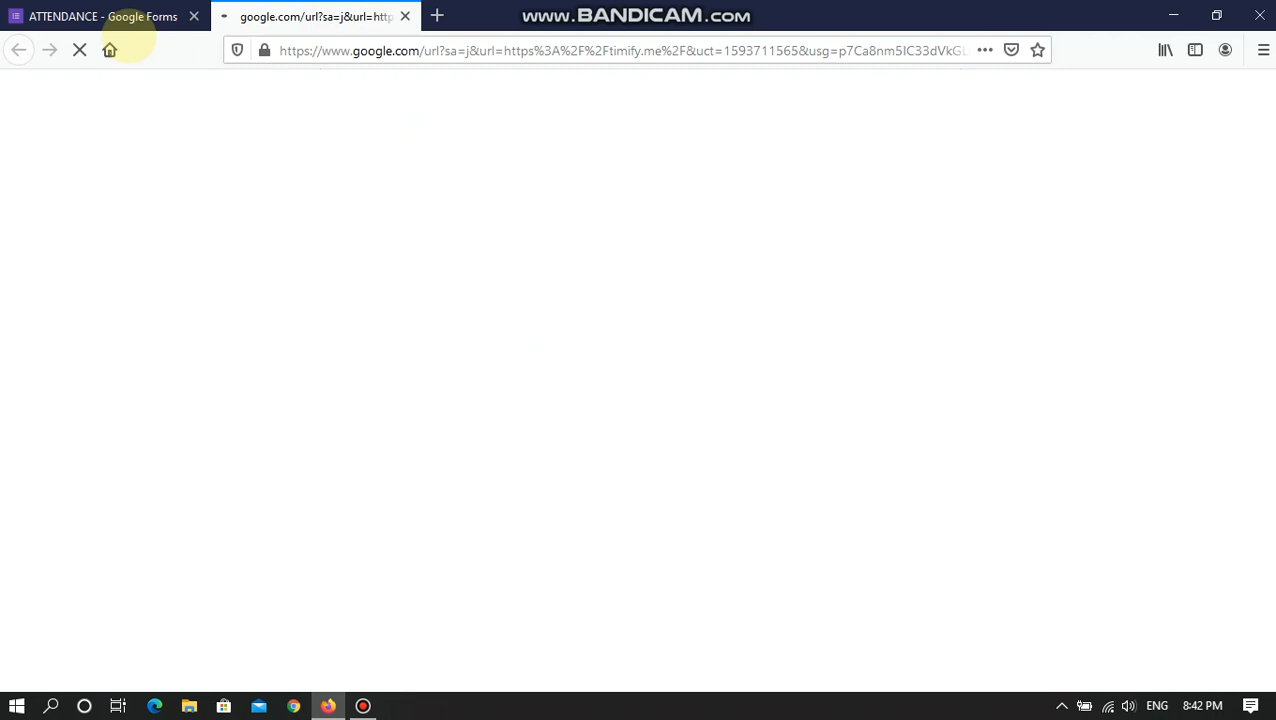 ATTENDANCE - Google Forms
google.com/url?sa=j&url=http
www.BANDICAM.com
https://www.google.com/url?sa=j&url=https%3A%2F%2Ftimify.me%2F&uct=1593711565&usg=p7Ca8nm5IC33dVkG
ENG
8:42 PM